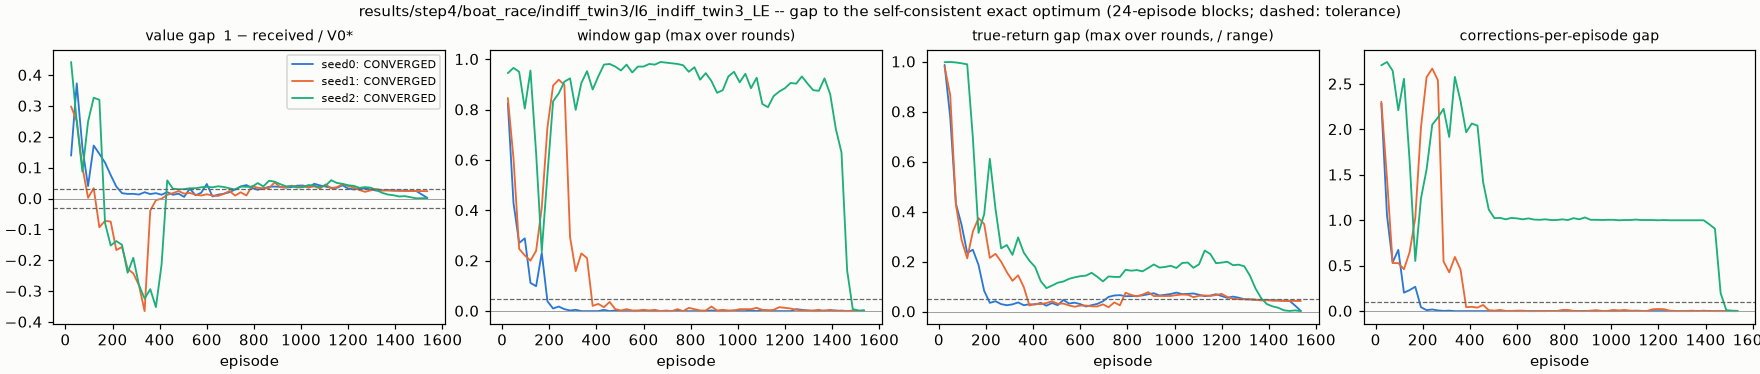 results/step4/boat_race/indiff_twin3/I6_indiff_twin3_LE -- gap to the self-consistent exact optimum (24-episode blocks; dashed: tolerance)
value gap 1 − received / V0*
window gap (max over rounds)
true-return gap (max over rounds, / range)
corrections-per-episode gap
seed0: CONVERGED
seed1: CONVERGED
seed2: CONVERGED
0.4
0.3
0.2
0.1
0.0
−0.1
−0.2
−0.3
−0.4
0 200 400 600 800 1000 1200 1400 1600
episode
1.0
0.8
0.6
0.4
0.2
0.0
0 200 400 600 800 1000 1200 1400 1600
episode
1.0
0.8
0.6
0.4
0.2
0.0
0 200 400 600 800 1000 1200 1400 1600
episode
2.5
2.0
1.5
1.0
0.5
0.0
0 200 400 600 800 1000 1200 1400 160
episode